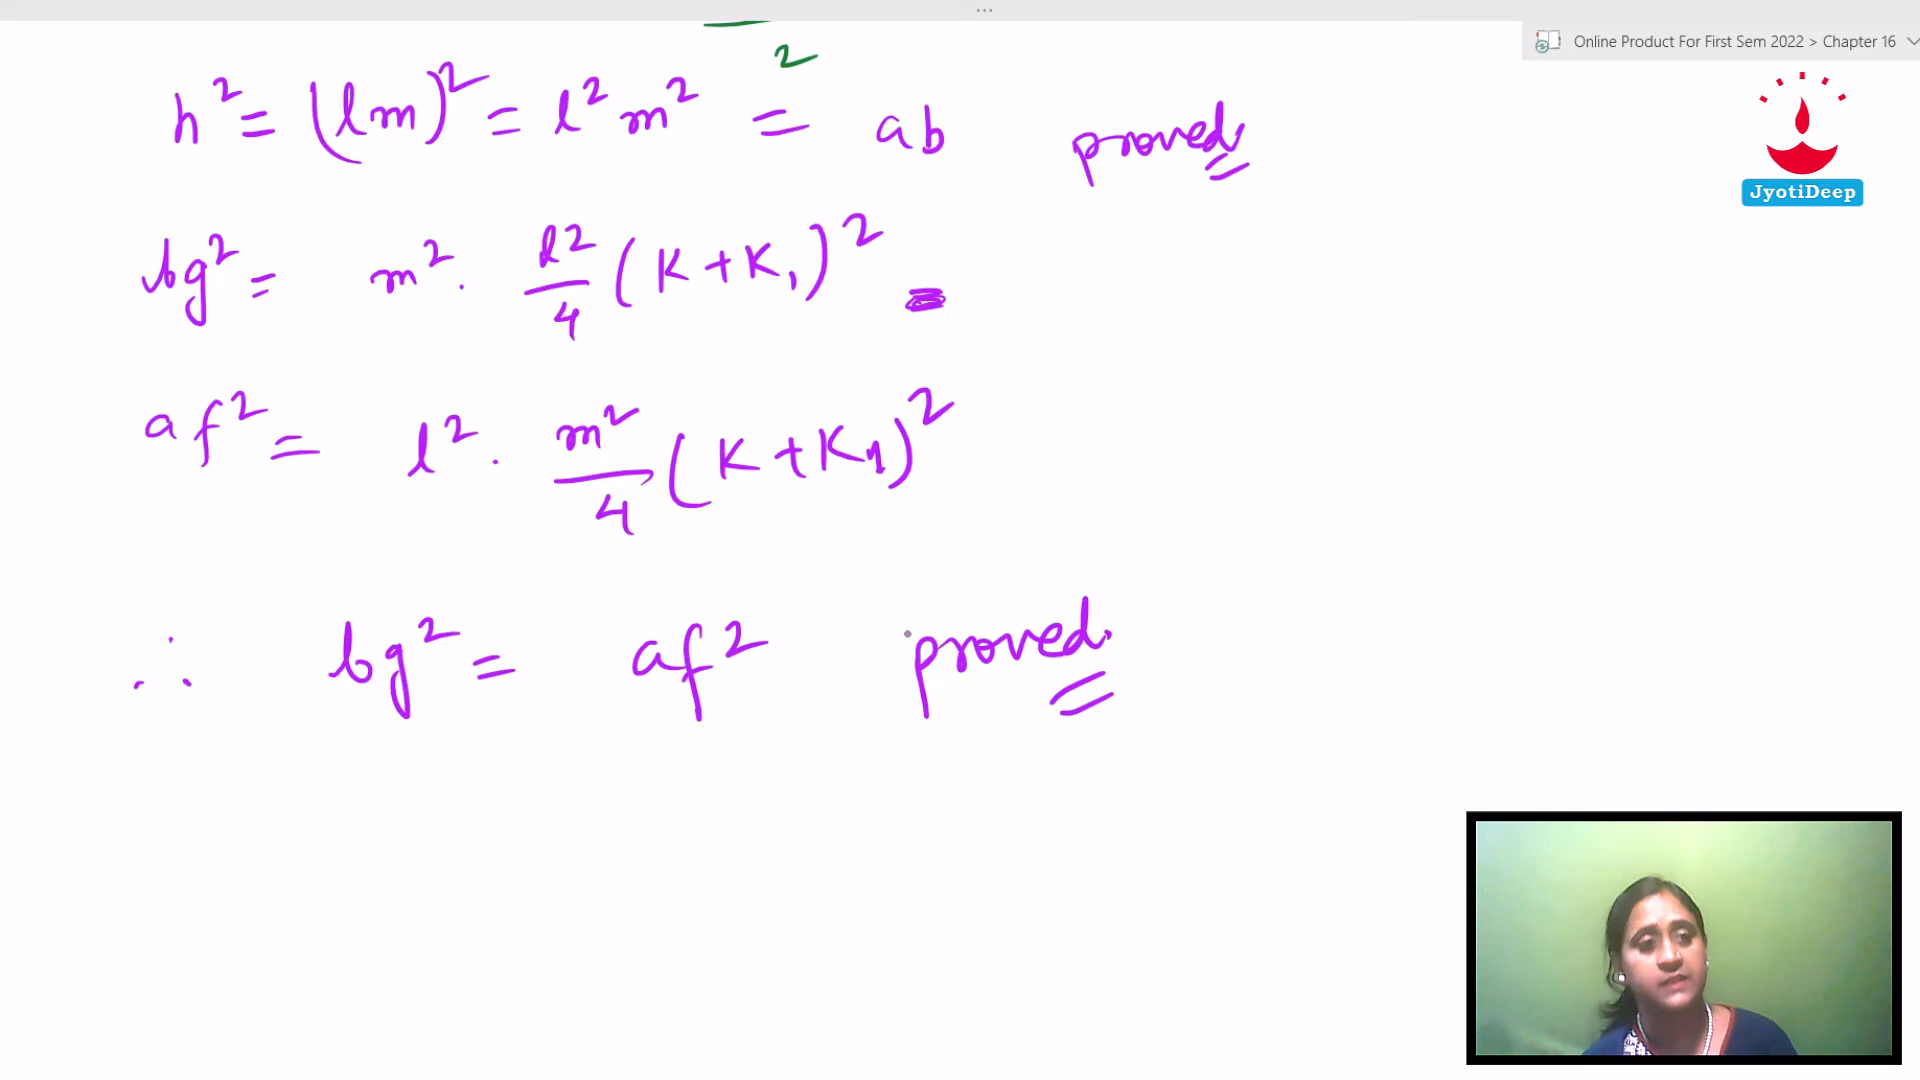 ...
Online Product For First Sem 2022 > Chapter 16
2
h² = (lm)² = l²m² = ab proved
JyotiDeep
bg² = m² · l²/4 (K + K₁)²
af² = l² · m²/4 (K + K₁)²
∴ bg² = af² proved.